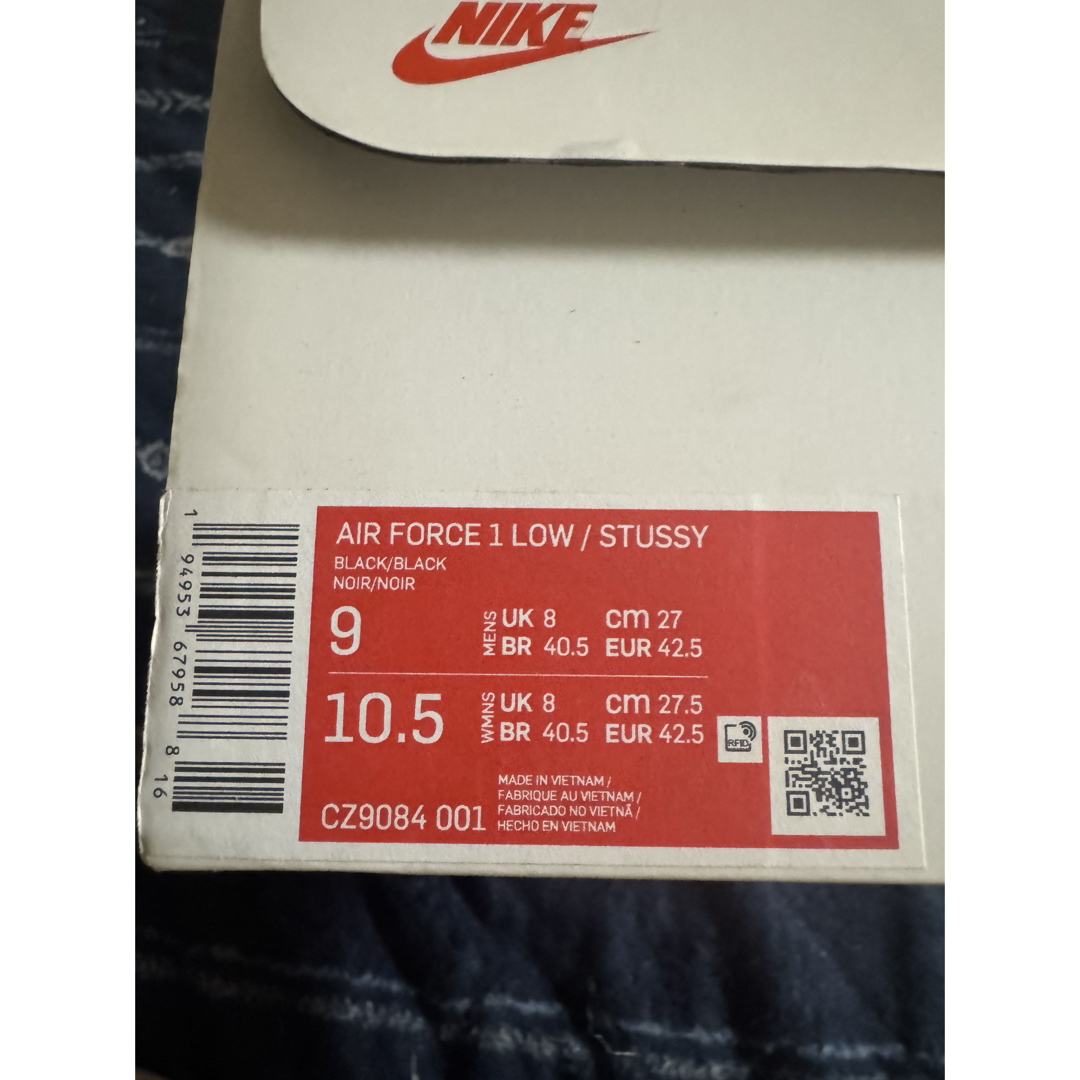 NIKE
AIR FORCE 1 LOW / STUSSY
BLACK/BLACK
NOIR/NOIR
9
MENS
UK 8 cm 27
BR 40.5 EUR 42.5
10.5
WMNS
UK 8 cm 27.5
BR 40.5 EUR 42.5
RFID
CZ9084 001
MADE IN VIETNAM /
FABRIQUE AU VIETNAM /
FABRICADO NO VIETNÃ /
HECHO EN VIETNAM
1 94953 67958 8 16